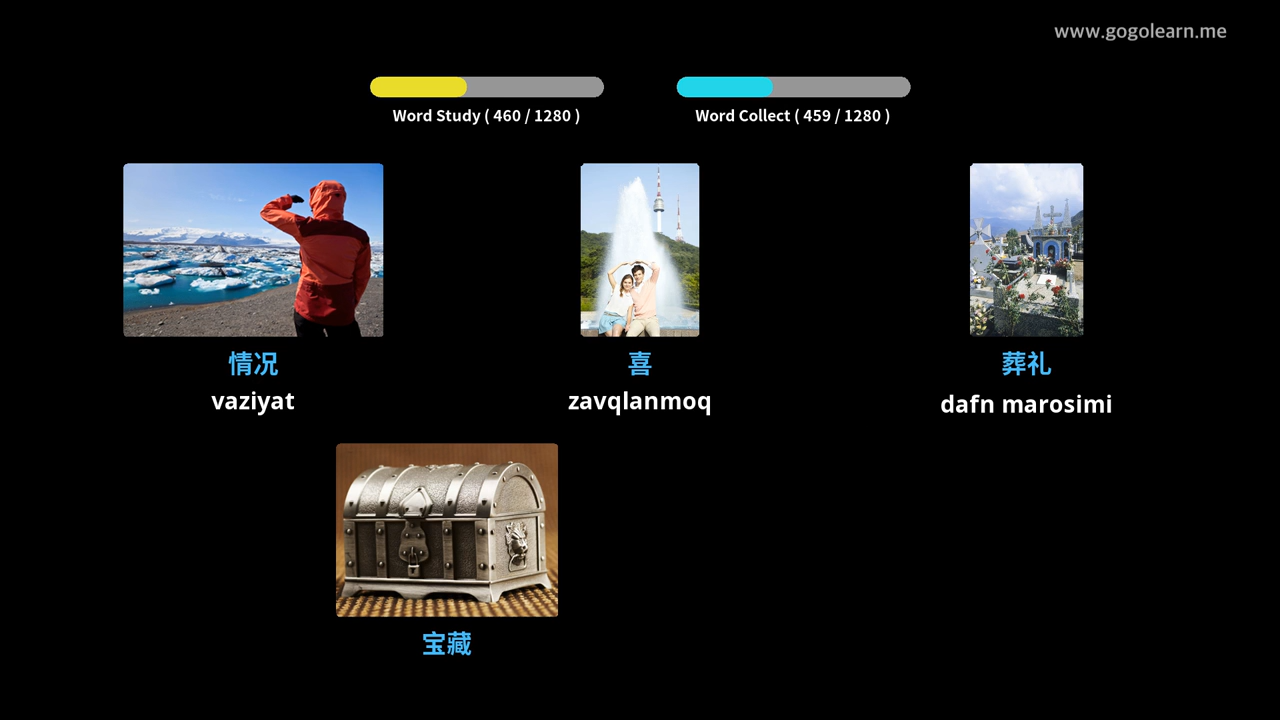 www.gogolearn.me
Word Study ( 460 / 1280 )
Word Collect ( 459 / 1280 )
情况
喜
葬礼
vaziyat
zavqlanmoq
dafn marosimi
宝藏